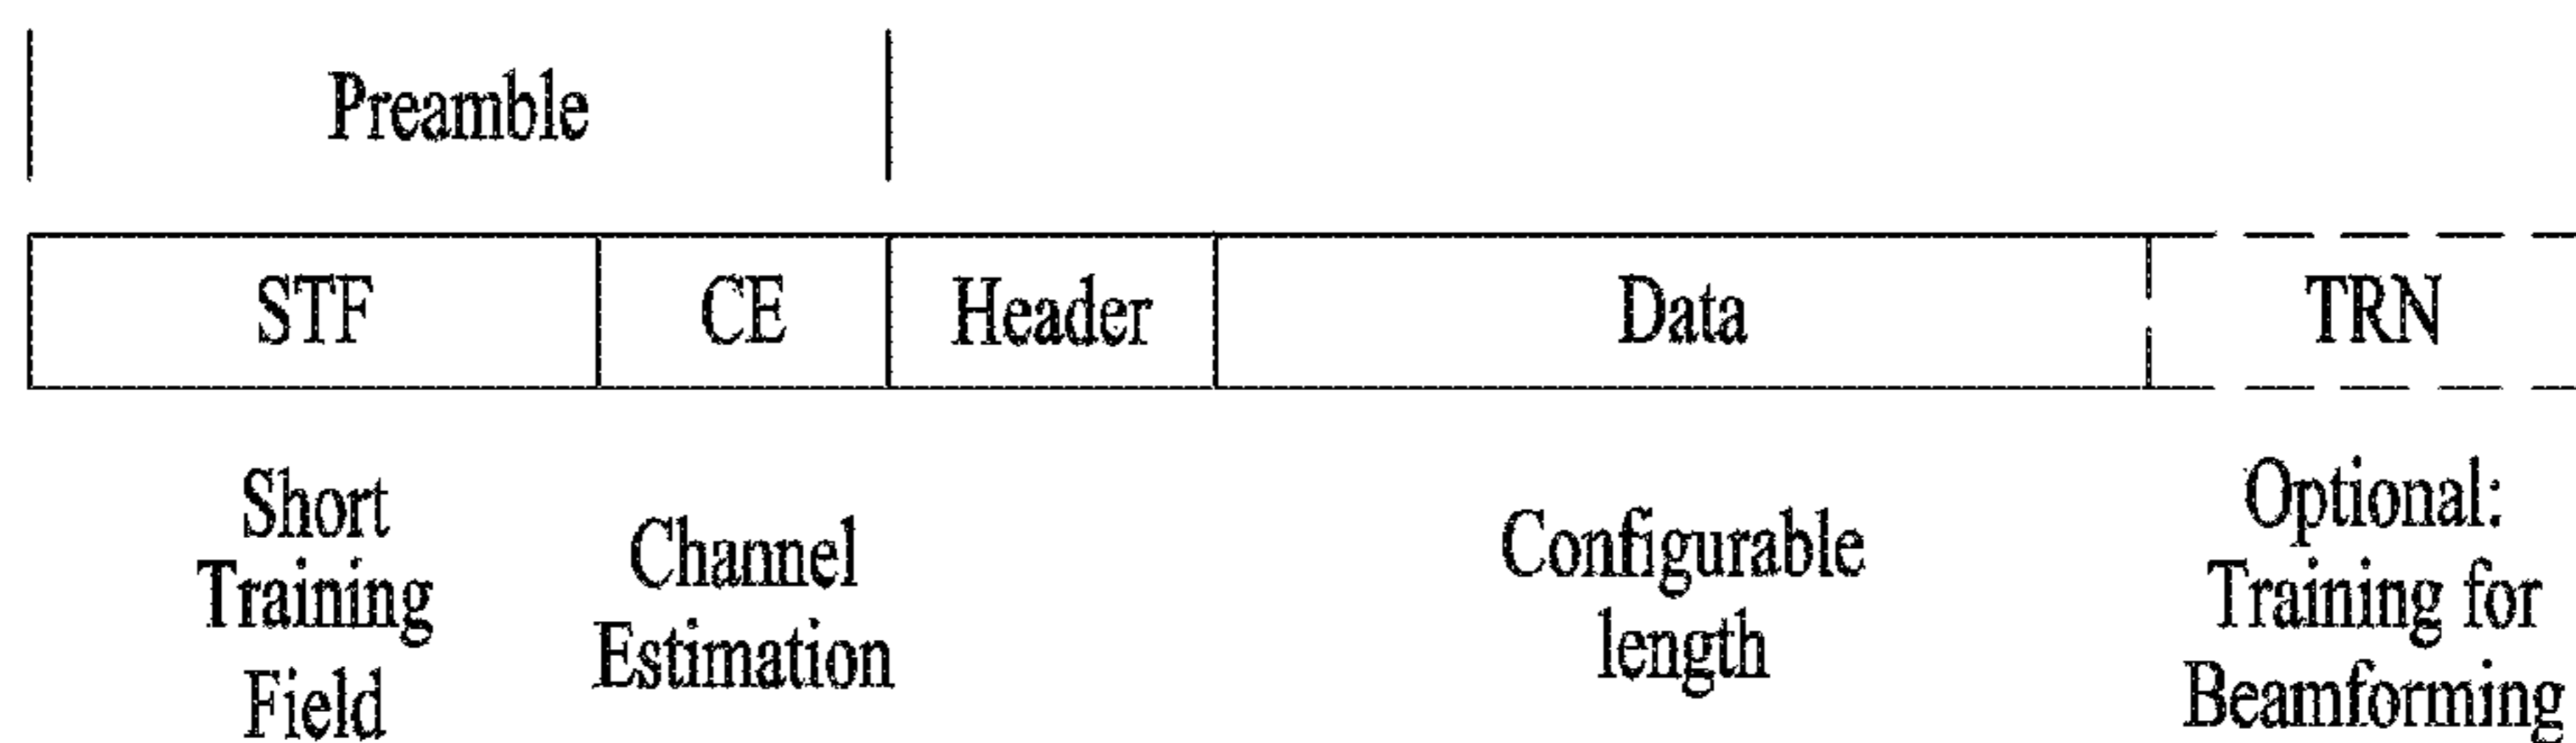 Preamble
STF CE Header Data TRN
Short
Training
Field
Channel
Estimation
Configurable
length
Optional:
Training for
Beamforming